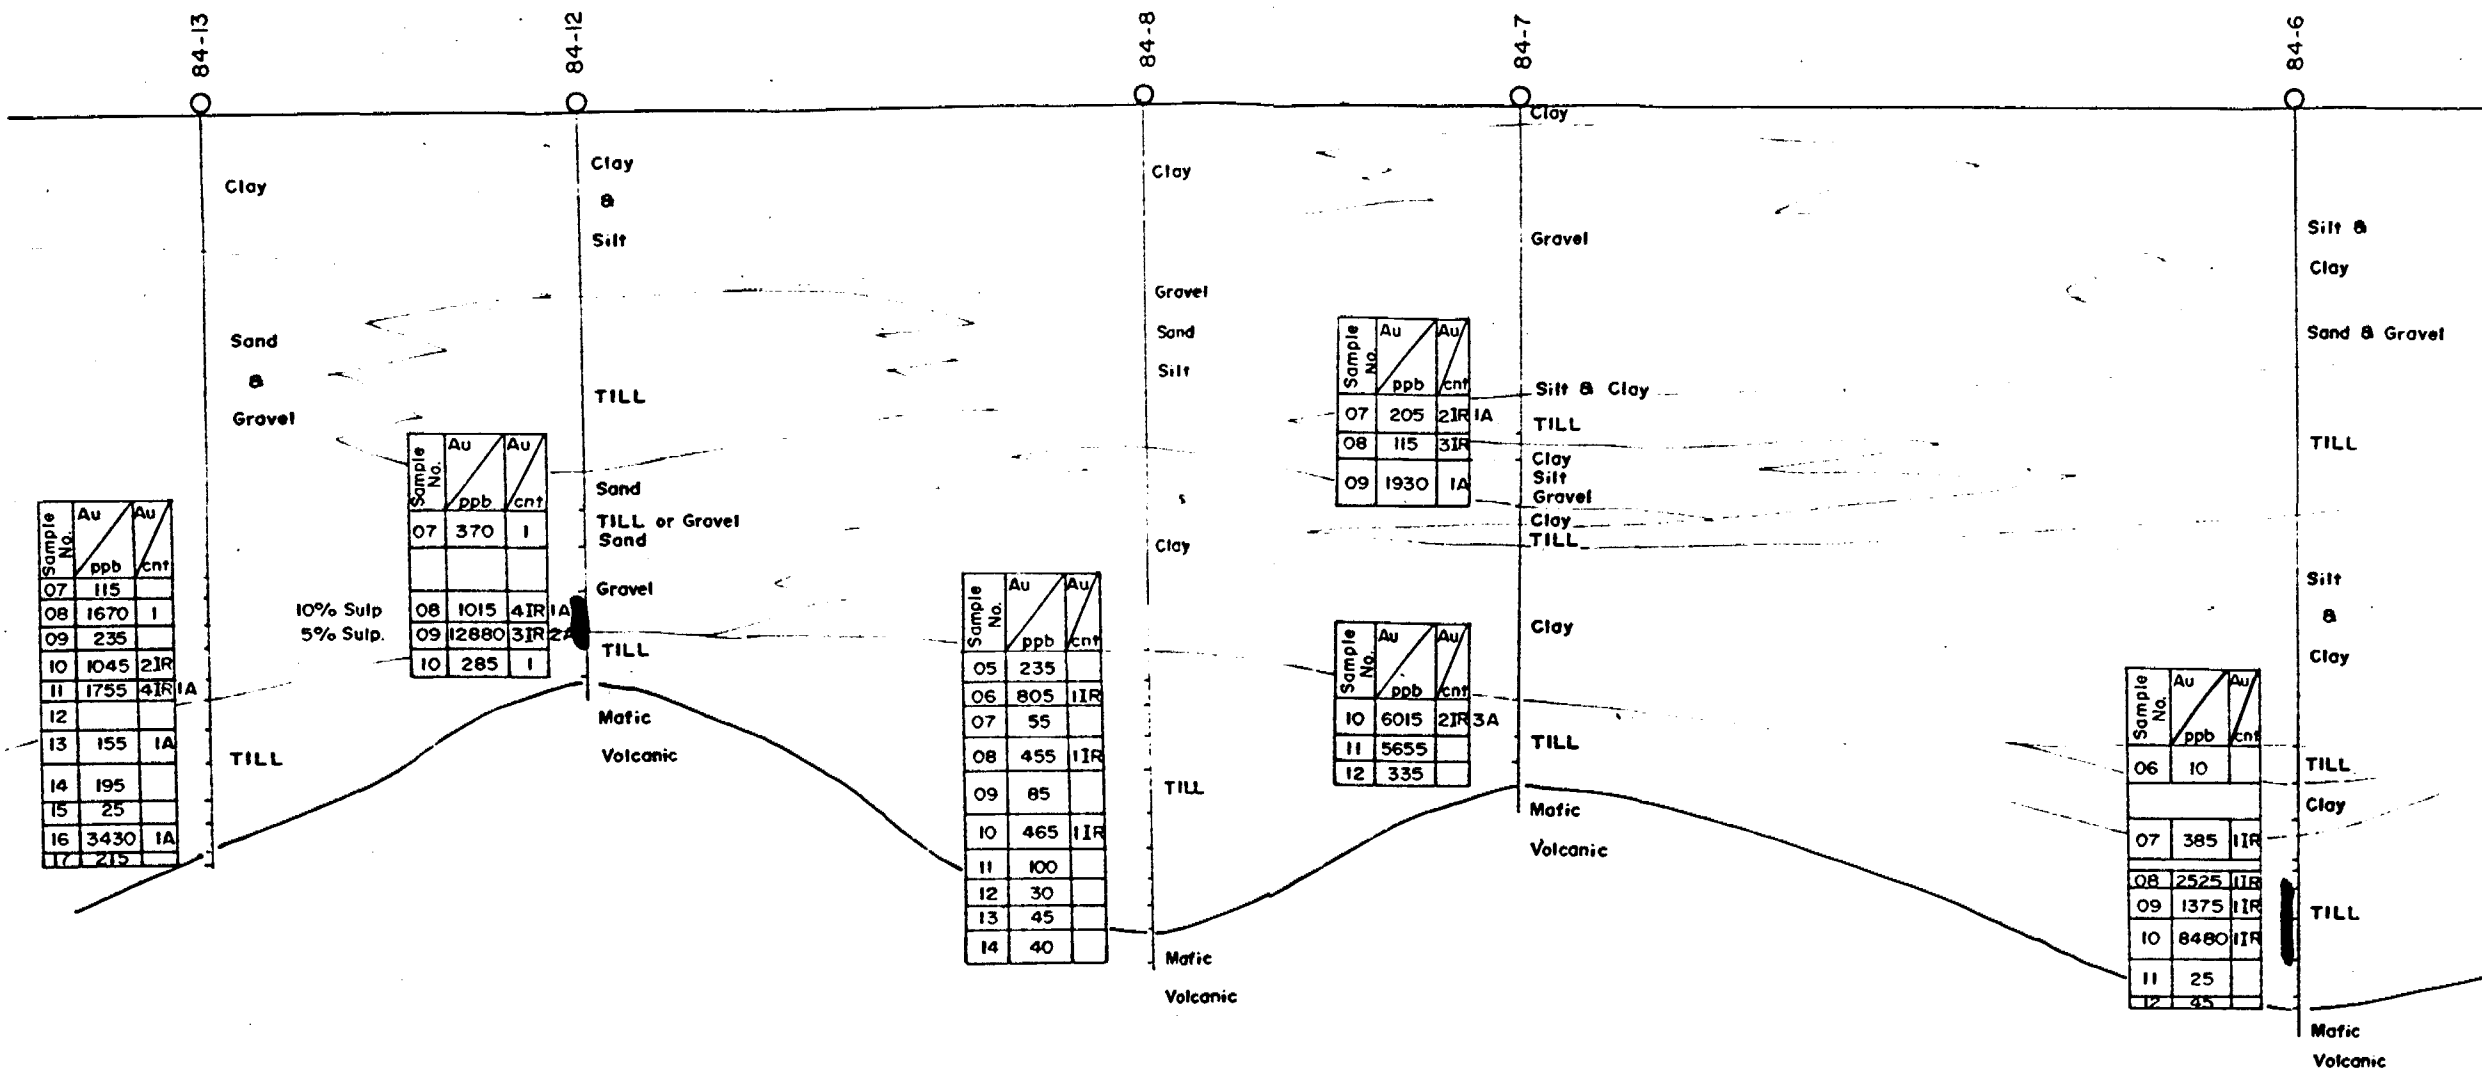 84-13
84-12
84-8
84-7
84-6
Clay
Sand
&
Gravel
TILL
Sample No. Au ppb Au cnt
07 115
08 1670 1
09 235
10 1045 2IR
11 1755 4IR 1A
12
13 155 1A
14 195
15 25
16 3430 1A
17 215
Clay
&
Silt
TILL
Sand
TILL or Gravel
Sand
Gravel
TILL
Mafic
Volcanic
Sample No. Au ppb Au cnt
07 370 1
10% Sulp 08 1015 4IR 1A
5% Sulp. 09 12880 3IR 2A
10 285 1
Clay
Gravel
Sand
Silt
Clay
TILL
Mafic
Volcanic
Sample No. Au ppb Au cnt
05 235
06 805 1IR
07 55
08 455 1IR
09 85
10 465 1IR
11 100
12 30
13 45
14 40
Clay
Gravel
Silt & Clay
TILL
Clay
Silt
Gravel
Clay
TILL
Clay
TILL
Mafic
Volcanic
Sample No. Au ppb Au cnt
07 205 2IR 1A
08 115 3IR
09 1930 1A
Sample No. Au ppb Au cnt
10 6015 2IR 3A
11 5655
12 335
Silt &
Clay
Sand & Gravel
TILL
Silt
&
Clay
TILL
Clay
TILL
Mafic
Volcanic
Sample No. Au ppb Au cnt
06 10
07 385 1IR
08 2525 1IR
09 1375 1IR
10 8480 1IR
11 25
12 45